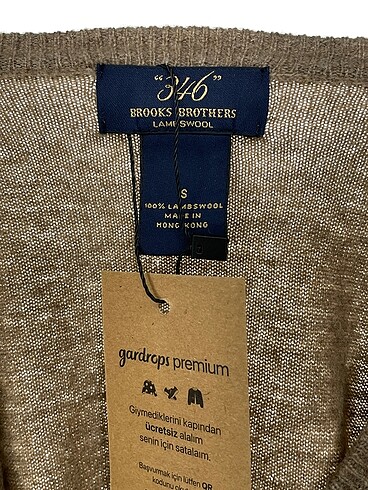 "346"
BROOKS BROTHERS
LAMBSWOOL
S
100% LAMBSWOOL
MADE IN
HONG KONG
gardrops premium
Giymediklerini kapından
ücretsiz alalım
senin için satalım.
Başvurmak için lütfen QR
kodunu